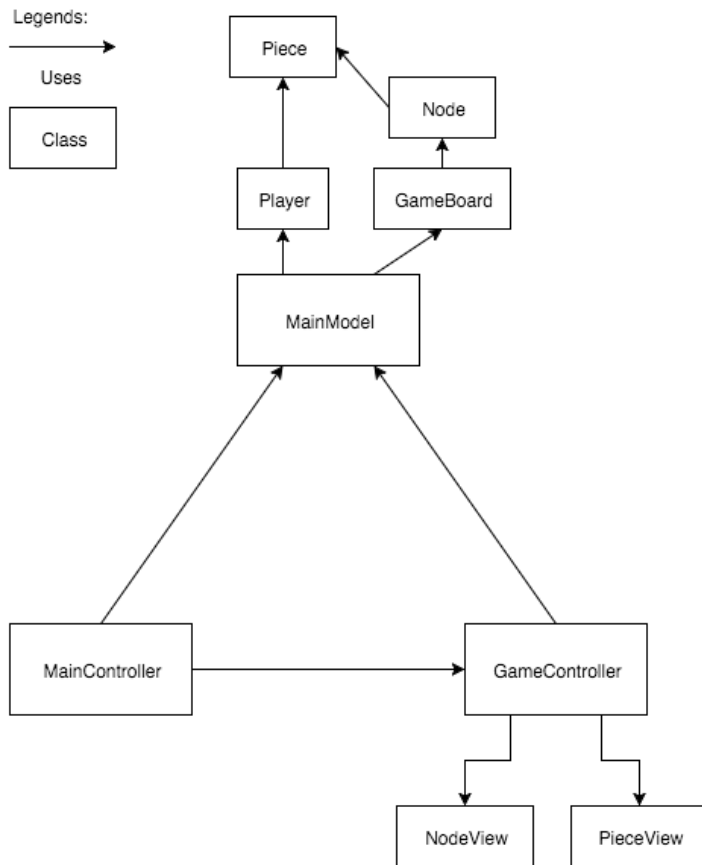 Legends:
Uses
Class
Piece
Node
Player
GameBoard
MainModel
MainController
GameController
NodeView
PieceView